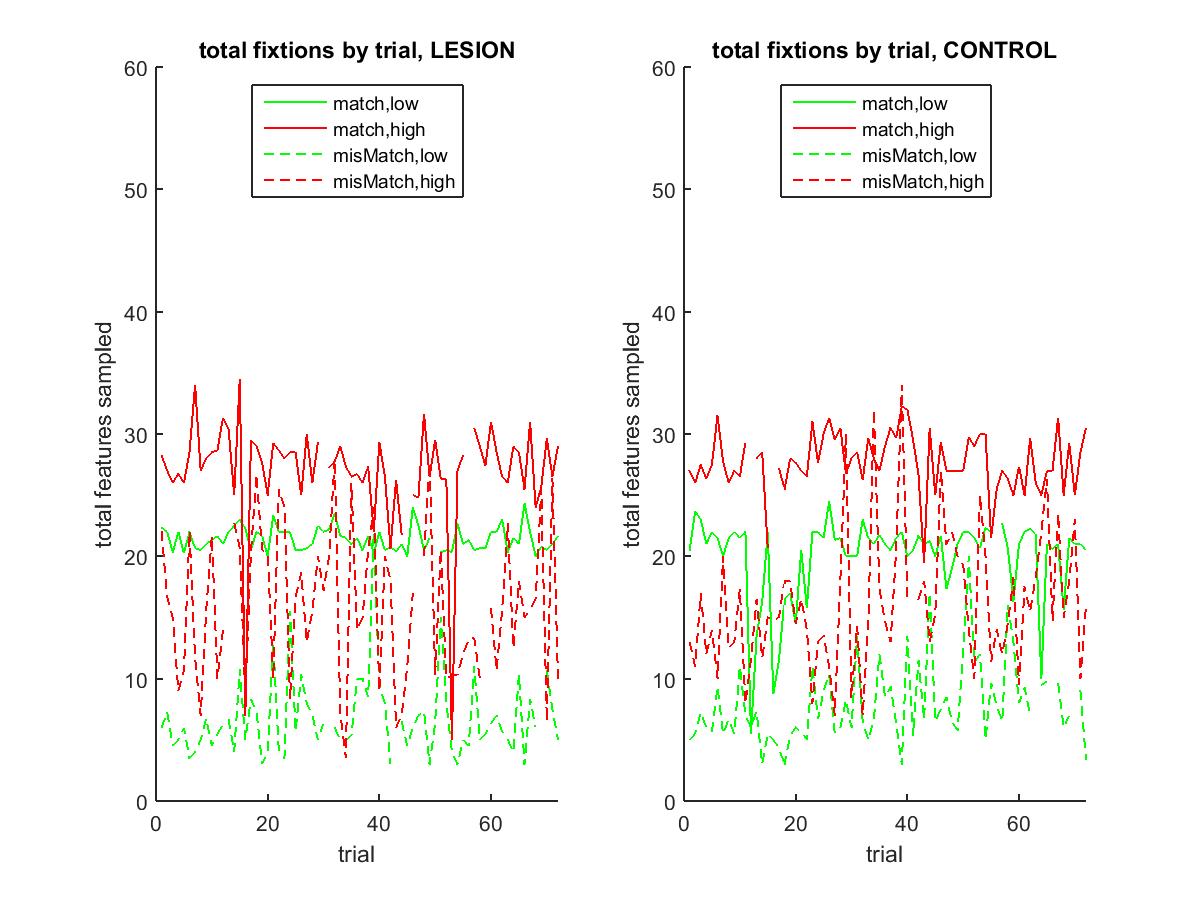 total fixtions by trial, LESION
60
50
40
30
20
10
0
total features sampled
match,low
match,high
misMatch,low
misMatch,high
0 20 40 60
trial
total fixtions by trial, CONTROL
60
50
40
30
20
10
0
total features sampled
match,low
match,high
misMatch,low
misMatch,high
0 20 40 60
trial